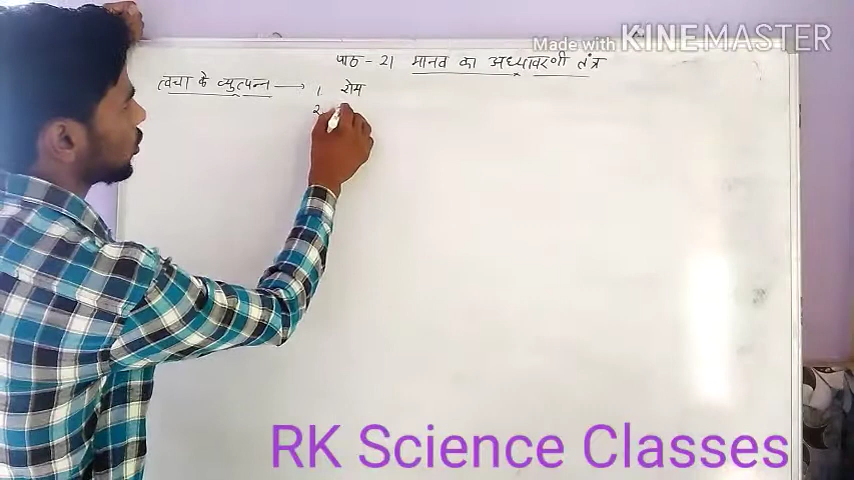 Made with KINEMASTER
पाठ - 21 मानव का अध्यावरणी तंत्र
त्वचा के व्युत्पन्न → 1. रोम
2.
RK Science Classes